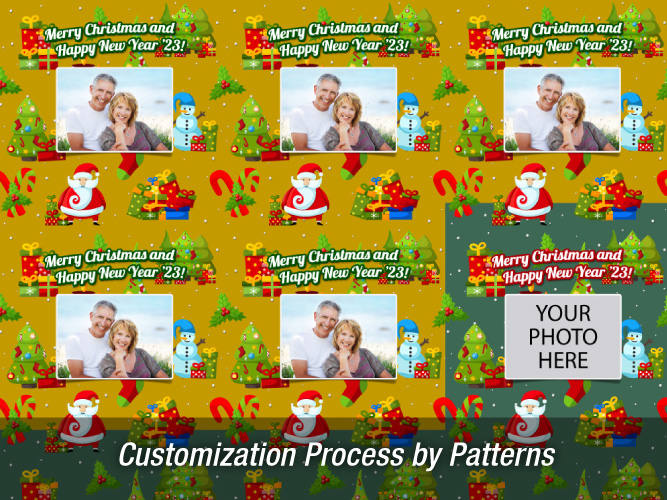 Merry Christmas and
Happy New Year '23!
Merry Christmas and
Happy New Year '23!
Merry Christmas and
Happy New Year '23!
Merry Christmas and
Happy New Year '23!
Merry Christmas and
Happy New Year '23!
Merry Christmas and
Happy New Year '23!
YOUR
PHOTO
HERE
Customization Process by Patterns